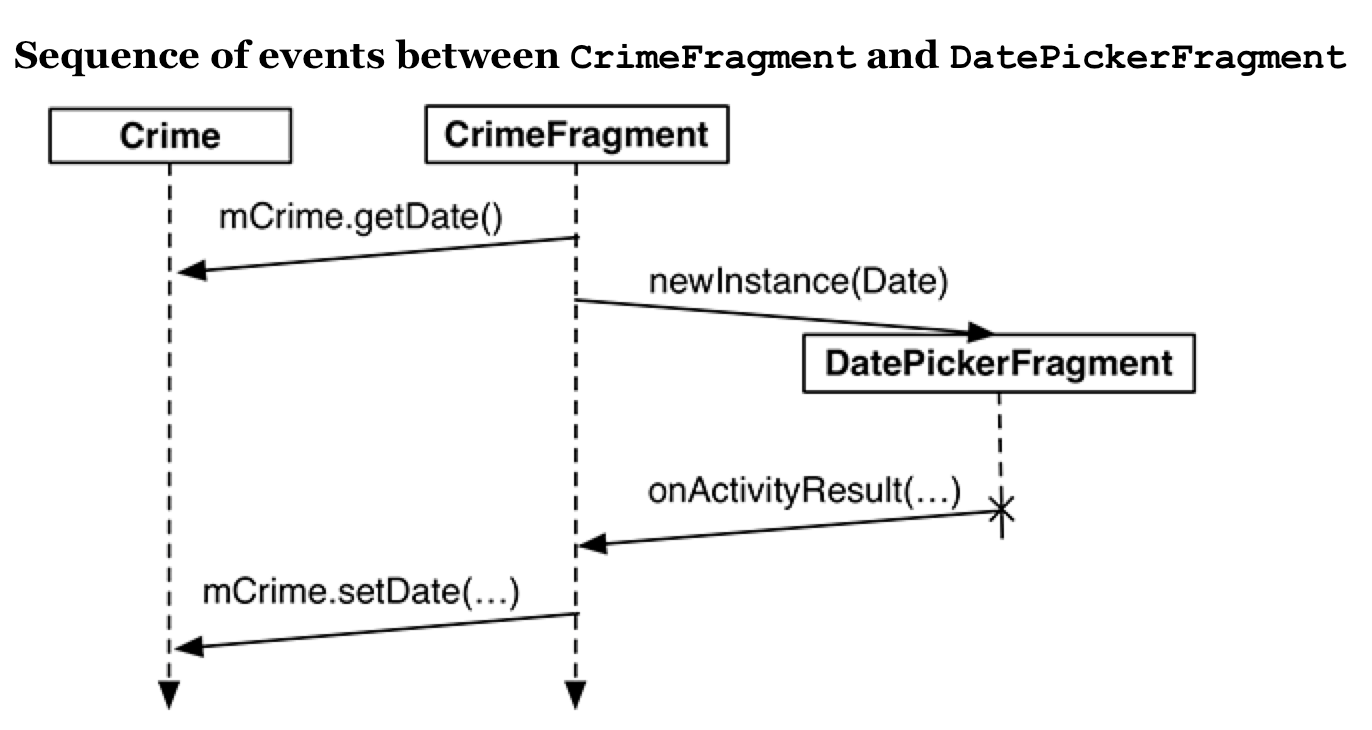 Sequence of events between CrimeFragment and DatePickerFragment
Crime
CrimeFragment
mCrime.getDate()
newInstance(Date)
DatePickerFragment
onActivityResult(…)
mCrime.setDate(…)